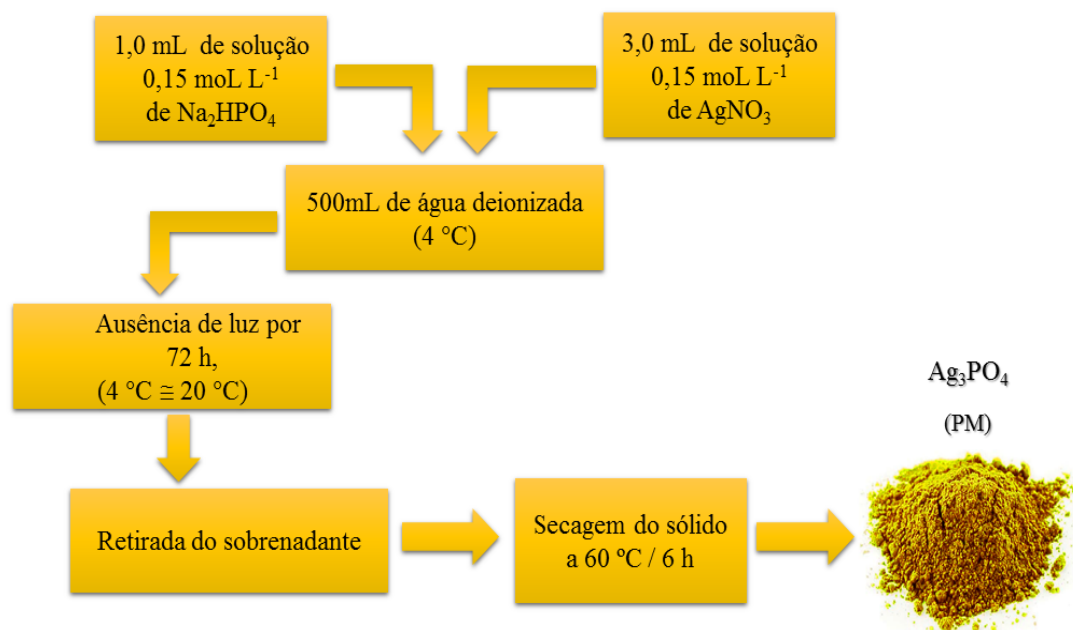 1,0 mL de solução
0,15 moL L⁻¹
de Na₂HPO₄
3,0 mL de solução
0,15 moL L⁻¹
de AgNO₃
500mL de água deionizada
(4 °C)
Ausência de luz por
72 h,
(4 °C ≅ 20 °C)
Retirada do sobrenadante
Secagem do sólido
a 60 ºC / 6 h
Ag₃PO₄
(PM)